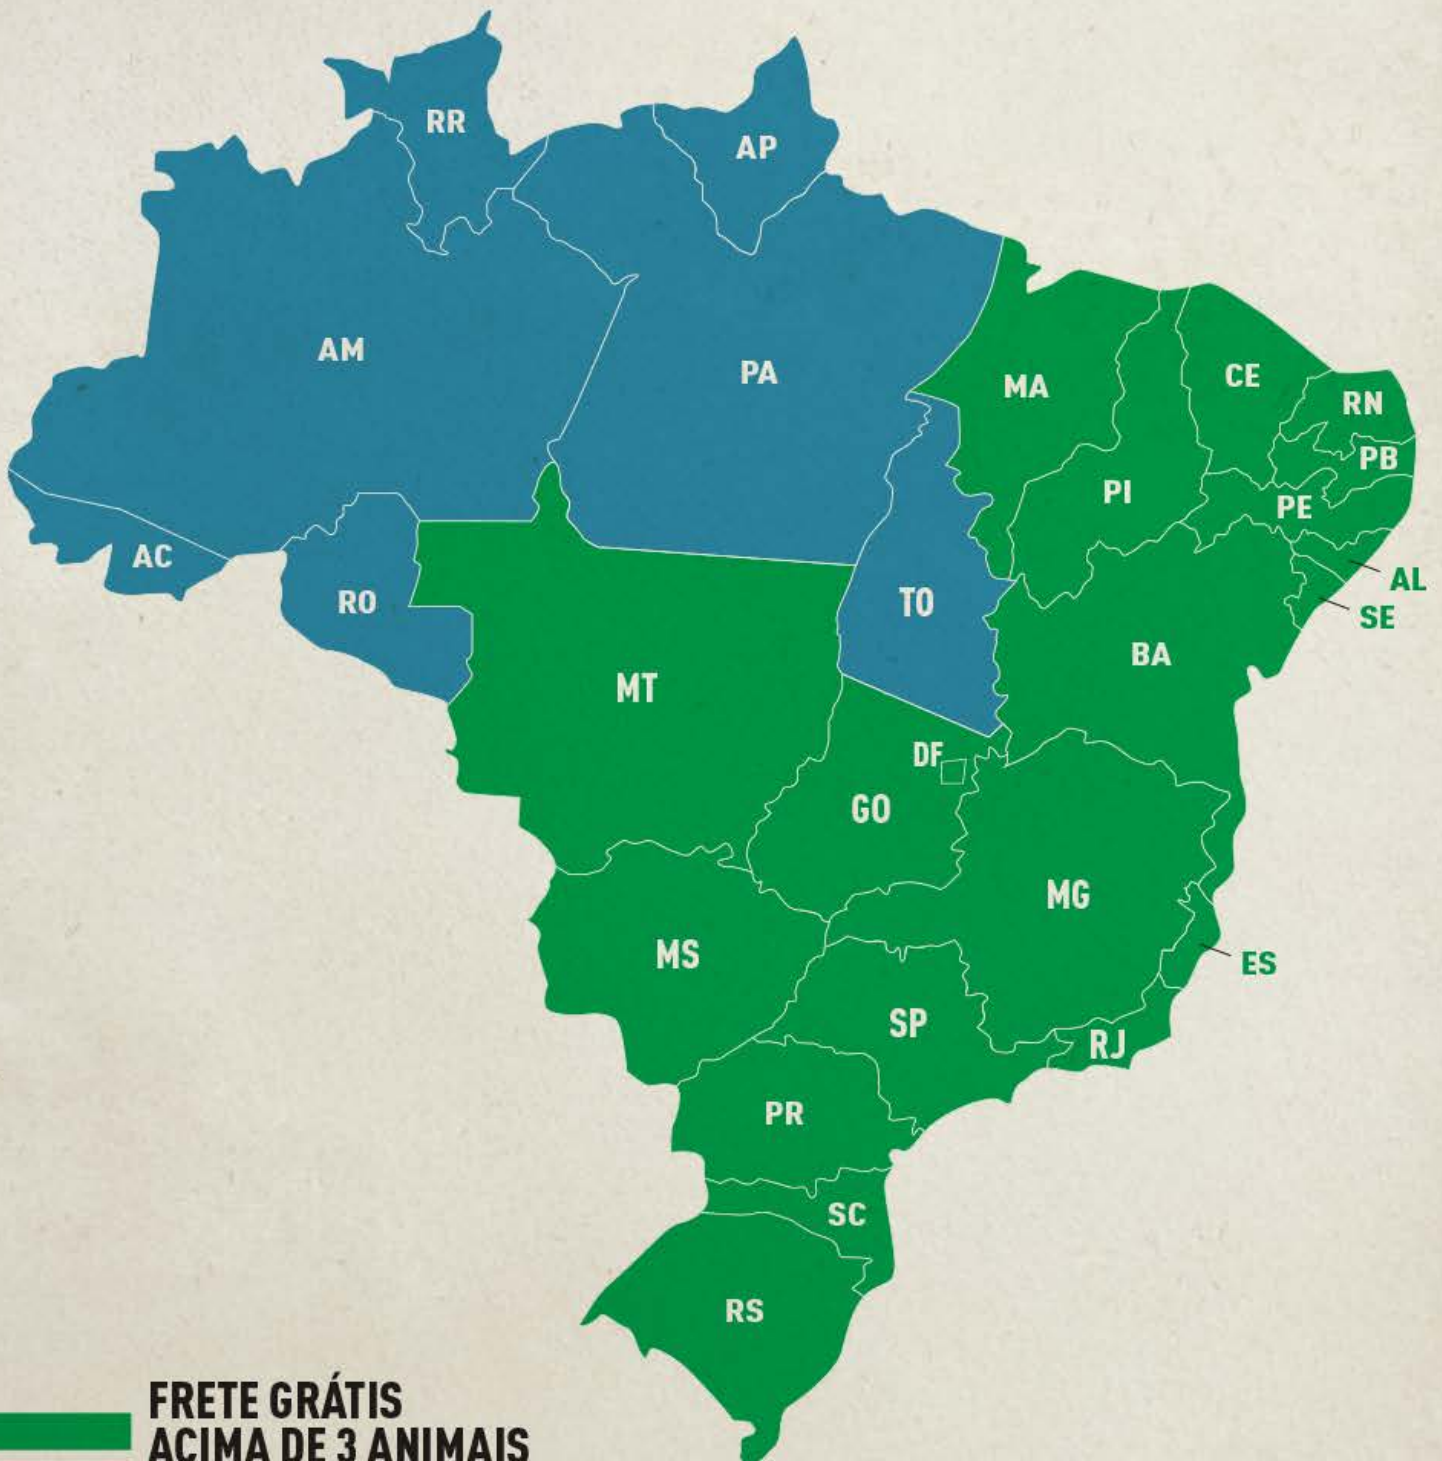 RR
AP
AM
PA
MA
CE
RN
PB
PI
PE
AC
RO
TO
AL
SE
BA
MT
DF
GO
MG
MS
ES
SP
RJ
PR
SC
RS
FRETE GRÁTIS
ACIMA DE 3 ANIMAIS